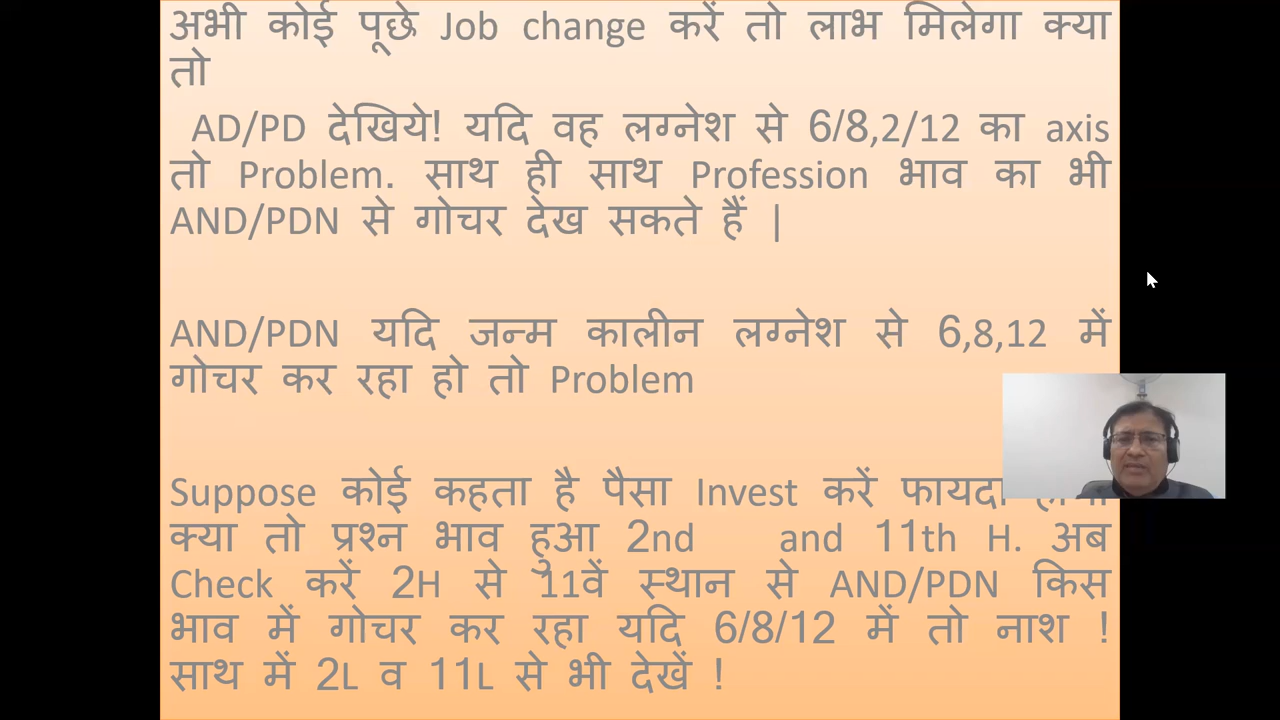 अभी कोई पूछे Job change करें तो लाभ मिलेगा क्या
तो
AD/PD देखिये! यदि वह लग्नेश से 6/8,2/12 का axis
तो Problem. साथ ही साथ Profession भाव का भी
AND/PDN से गोचर देख सकते हैं |
AND/PDN यदि जन्म कालीन लग्नेश से 6,8,12 में
गोचर कर रहा हो तो Problem
Suppose कोई कहता है पैसा Invest करें फायदा
क्या तो प्रश्न भाव हुआ 2nd and 11th H. अब
Check करें 2H से 11वें स्थान से AND/PDN किस
भाव में गोचर कर रहा यदि 6/8/12 में तो नाश !
साथ में 2L व 11L से भी देखें !